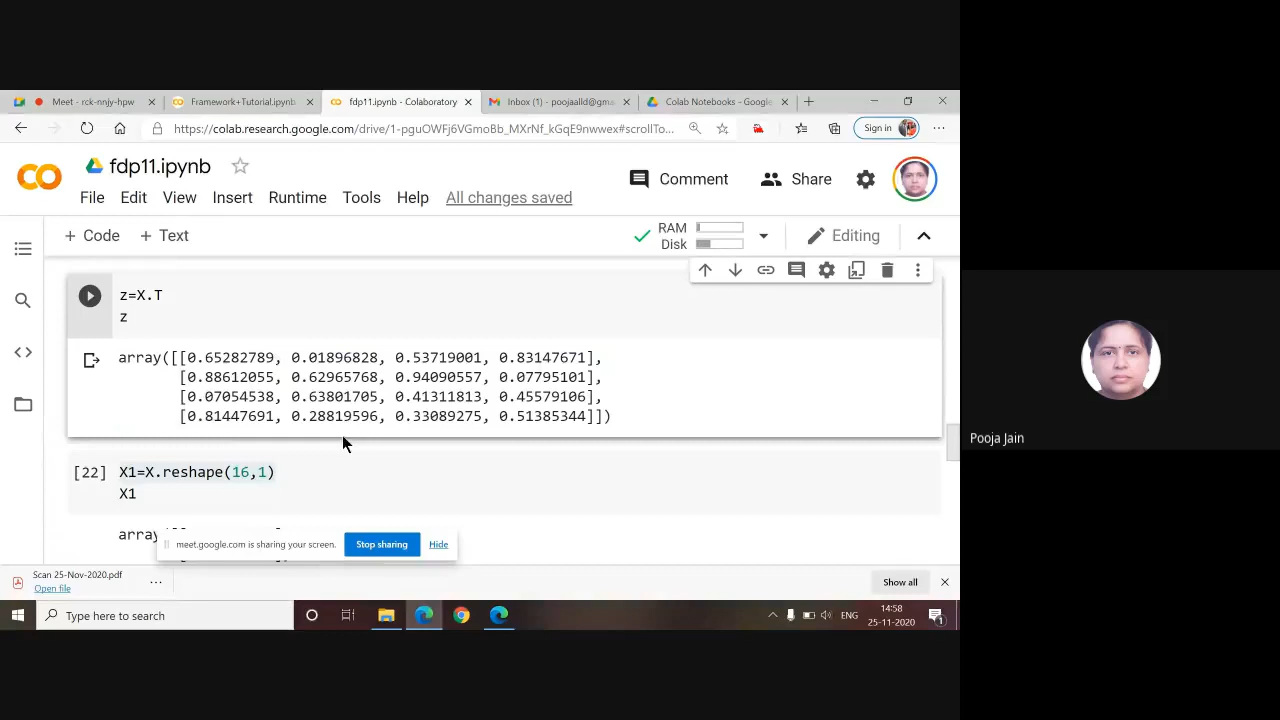 Meet - rck-nnjy-hpw
Framework+Tutorial.ipynb
fdp11.ipynb - Colaboratory
Inbox (1) - poojaalld@gma
Colab Notebooks - Google
https://colab.research.google.com/drive/1-pguOWFj6VGmoBb_MXrNf_kGqE9nwwex#scrollTo...
Sign in
CO
fdp11.ipynb
Comment
Share
File Edit View Insert Runtime Tools Help All changes saved
+ Code + Text
RAM
Disk
Editing
z=X.T
z
array([[0.65282789, 0.01896828, 0.53719001, 0.83147671],
[0.88612055, 0.62965768, 0.94090557, 0.07795101],
[0.07054538, 0.63801705, 0.41311813, 0.45579106],
[0.81447691, 0.28819596, 0.33089275, 0.51385344]])
Pooja Jain
[22] X1=X.reshape(16,1)
X1
array
meet.google.com is sharing your screen. Stop sharing Hide
Scan 25-Nov-2020.pdf
Open file
Show all
Type here to search
ENG
14:58
25-11-2020
1